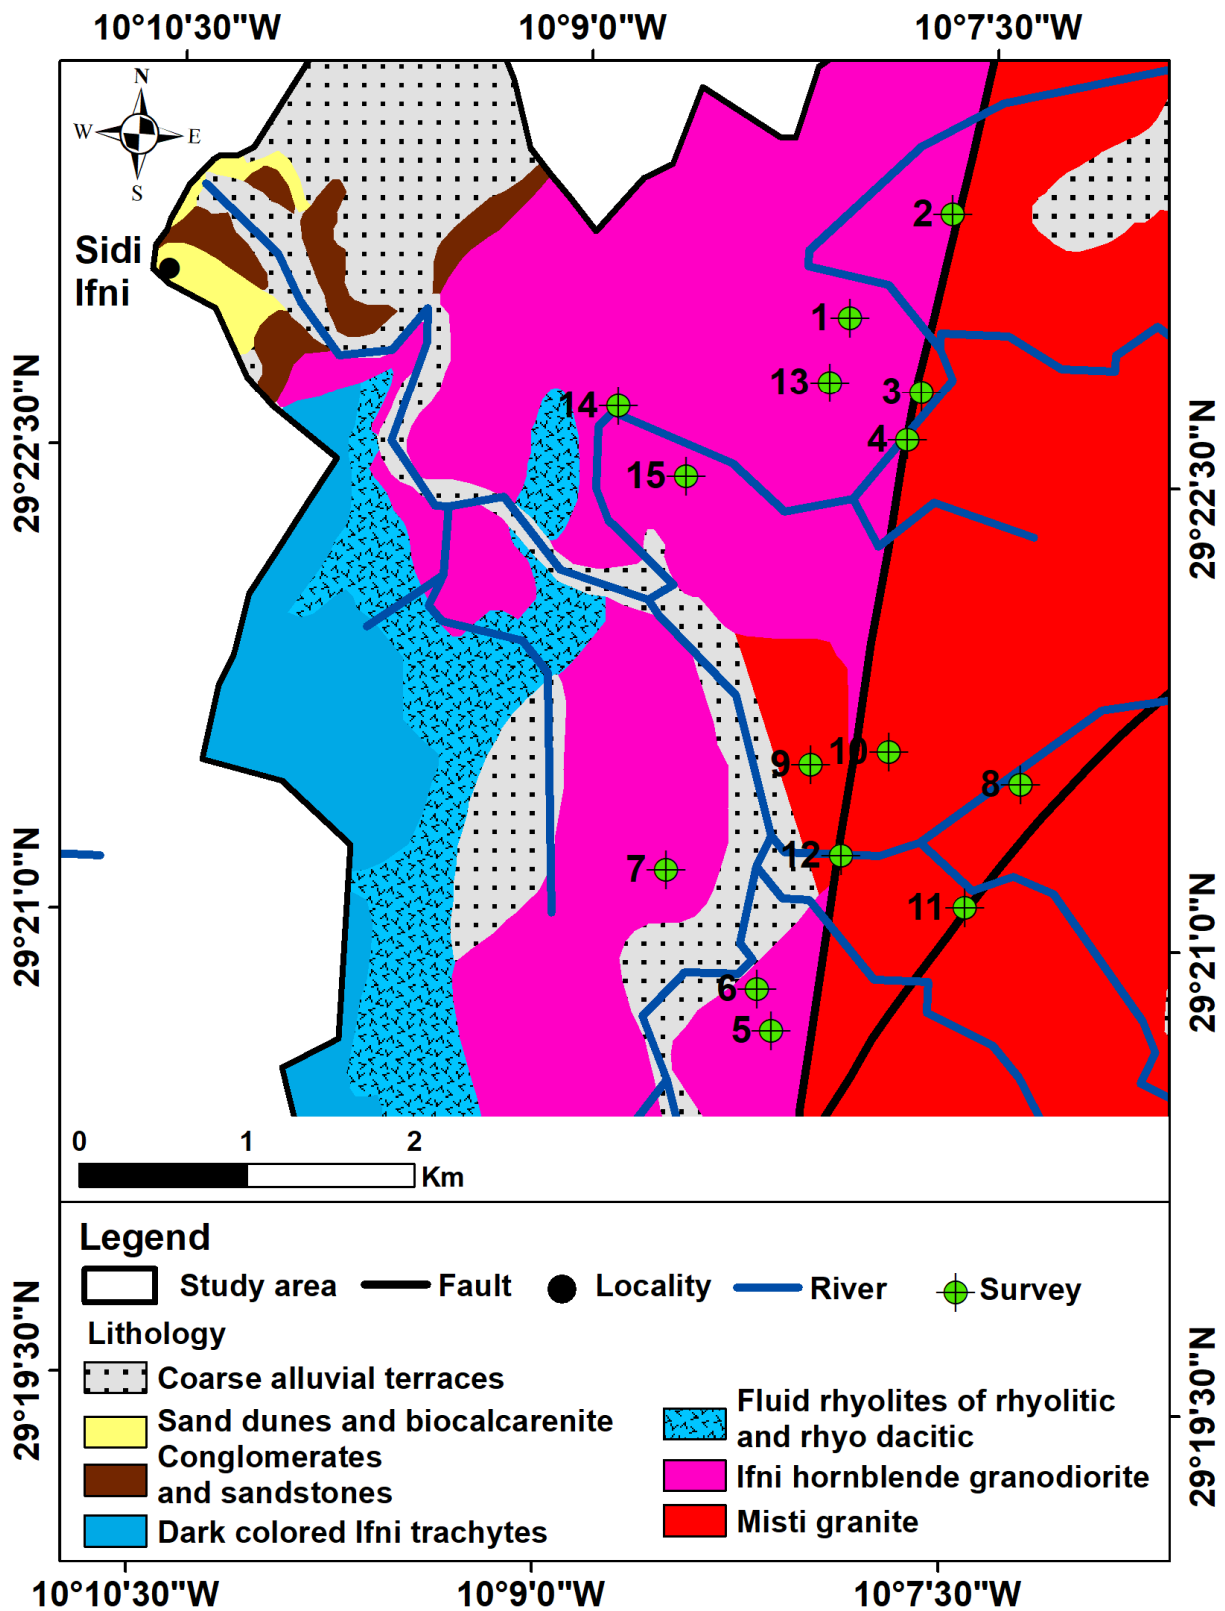 10°10'30"W 10°9'0"W 10°7'30"W
N
W E
S
2
Sidi
Ifni
1
13
3
14
4
15
29°22'30"N
29°22'30"N
10
9
8
12
7
11
29°21'0"N
29°21'0"N
6
5
0 1 2
Km
Legend
Study area Fault Locality River Survey
Lithology
Coarse alluvial terraces
Sand dunes and biocalcarenite
Conglomerates
and sandstones
Dark colored Ifni trachytes
Fluid rhyolites of rhyolitic
and rhyo dacitic
Ifni hornblende granodiorite
Misti granite
29°19'30"N
29°19'30"N
10°10'30"W 10°9'0"W 10°7'30"W